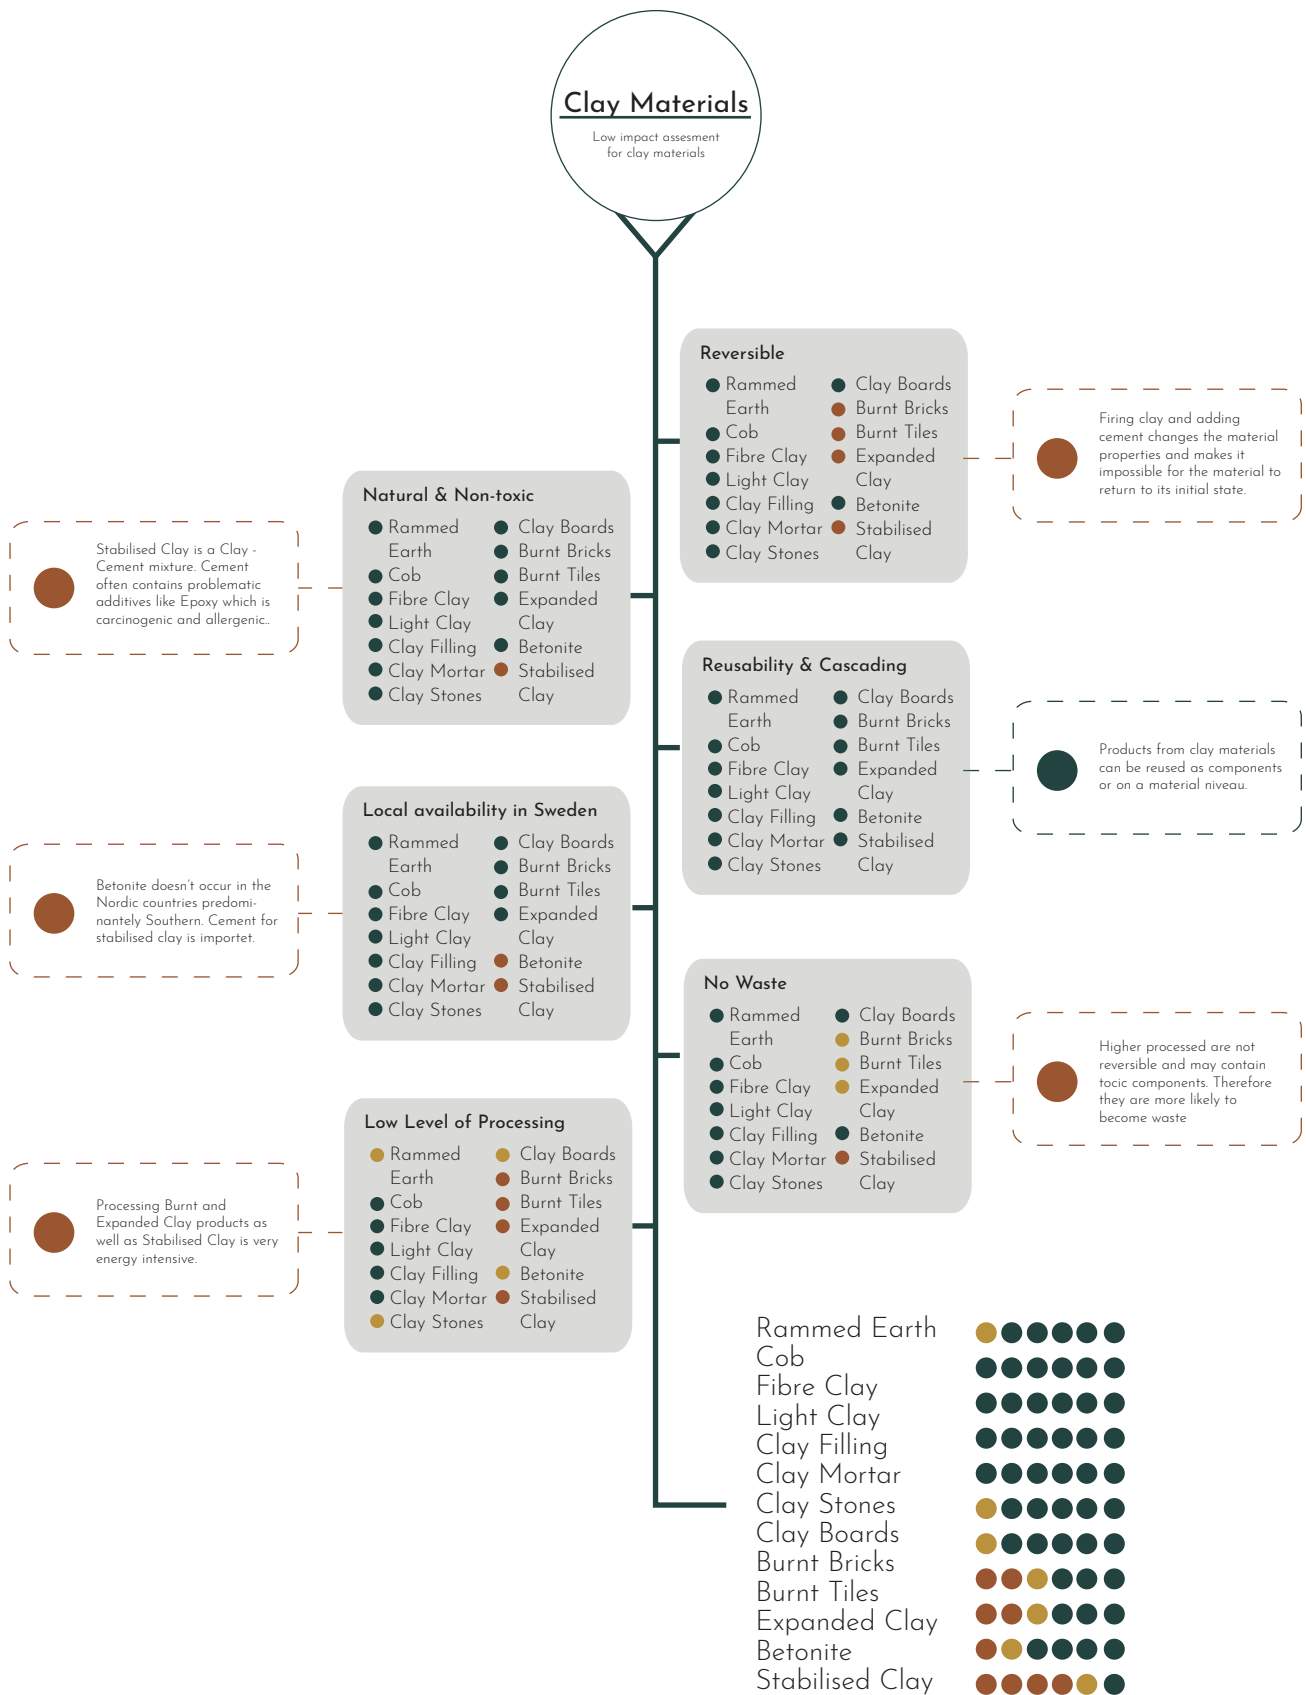 Clay Materials
Low impact assesment
for clay materials
Reversible
Rammed
Earth
Cob
Fibre Clay
Light Clay
Clay Filling
Clay Mortar
Clay Stones
Clay Boards
Burnt Bricks
Burnt Tiles
Expanded
Clay
Betonite
Stabilised
Clay
Firing clay and adding
cement changes the material
properties and makes it
impossible for the material to
return to its initial state.
Natural & Non-toxic
Rammed
Earth
Cob
Fibre Clay
Light Clay
Clay Filling
Clay Mortar
Clay Stones
Clay Boards
Burnt Bricks
Burnt Tiles
Expanded
Clay
Betonite
Stabilised
Clay
Stabilised Clay is a Clay -
Cement mixture. Cement
often contains problematic
additives like Epoxy which is
carcinogenic and allergenic..
Reusability & Cascading
Rammed
Earth
Cob
Fibre Clay
Light Clay
Clay Filling
Clay Mortar
Clay Stones
Clay Boards
Burnt Bricks
Burnt Tiles
Expanded
Clay
Betonite
Stabilised
Clay
Products from clay materials
can be reused as components
or on a material niveau.
Local availability in Sweden
Rammed
Earth
Cob
Fibre Clay
Light Clay
Clay Filling
Clay Mortar
Clay Stones
Clay Boards
Burnt Bricks
Burnt Tiles
Expanded
Clay
Betonite
Stabilised
Clay
Betonite doesn't occur in the
Nordic countries predomi-
nantely Southern. Cement for
stabilised clay is importet.
No Waste
Rammed
Earth
Cob
Fibre Clay
Light Clay
Clay Filling
Clay Mortar
Clay Stones
Clay Boards
Burnt Bricks
Burnt Tiles
Expanded
Clay
Betonite
Stabilised
Clay
Higher processed are not
reversible and may contain
tocic components. Therefore
they are more likely to
become waste
Low Level of Processing
Rammed
Earth
Cob
Fibre Clay
Light Clay
Clay Filling
Clay Mortar
Clay Stones
Clay Boards
Burnt Bricks
Burnt Tiles
Expanded
Clay
Betonite
Stabilised
Clay
Processing Burnt and
Expanded Clay products as
well as Stabilised Clay is very
energy intensive.
Rammed Earth
Cob
Fibre Clay
Light Clay
Clay Filling
Clay Mortar
Clay Stones
Clay Boards
Burnt Bricks
Burnt Tiles
Expanded Clay
Betonite
Stabilised Clay